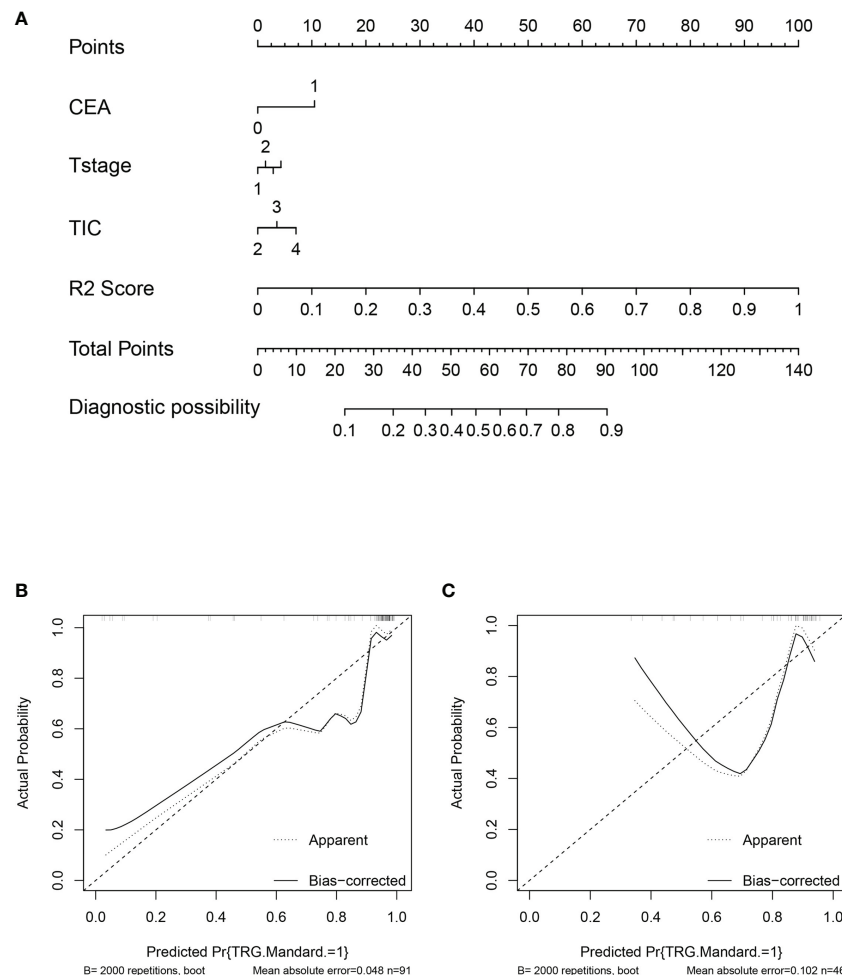 A
Points
0 10 20 30 40 50 60 70 80 90 100
CEA
1
0
Tstage
2
1
TIC
3
2 4
R2 Score
0 0.1 0.2 0.3 0.4 0.5 0.6 0.7 0.8 0.9 1
Total Points
0 10 20 30 40 50 60 70 80 90 100 120 140
Diagnostic possibility
0.1 0.2 0.3 0.4 0.5 0.6 0.7 0.8 0.9
B
Actual Probability
1.0
0.8
0.6
0.4
0.2
0.0
Apparent
Bias−corrected
0.0 0.2 0.4 0.6 0.8 1.0
Predicted Pr{TRG.Mandard.=1}
B= 2000 repetitions, boot Mean absolute error=0.048 n=91
C
Actual Probability
1.0
0.8
0.6
0.4
0.2
0.0
Apparent
Bias−corrected
0.0 0.2 0.4 0.6 0.8 1.0
Predicted Pr{TRG.Mandard.=1}
B= 2000 repetitions, boot Mean absolute error=0.102 n=46